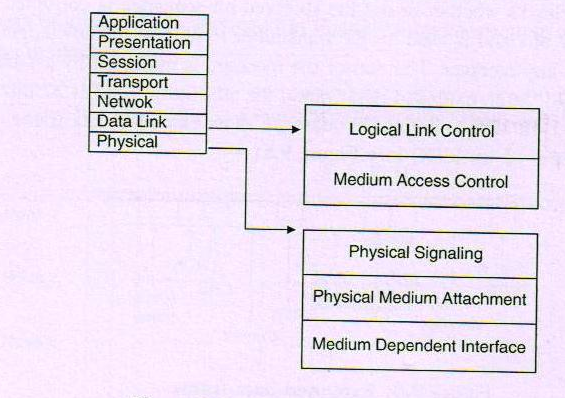 Application
Presentation
Session
Transport
Netwok
Data Link
Physical
Logical Link Control
Medium Access Control
Physical Signaling
Physical Medium Attachment
Medium Dependent Interface